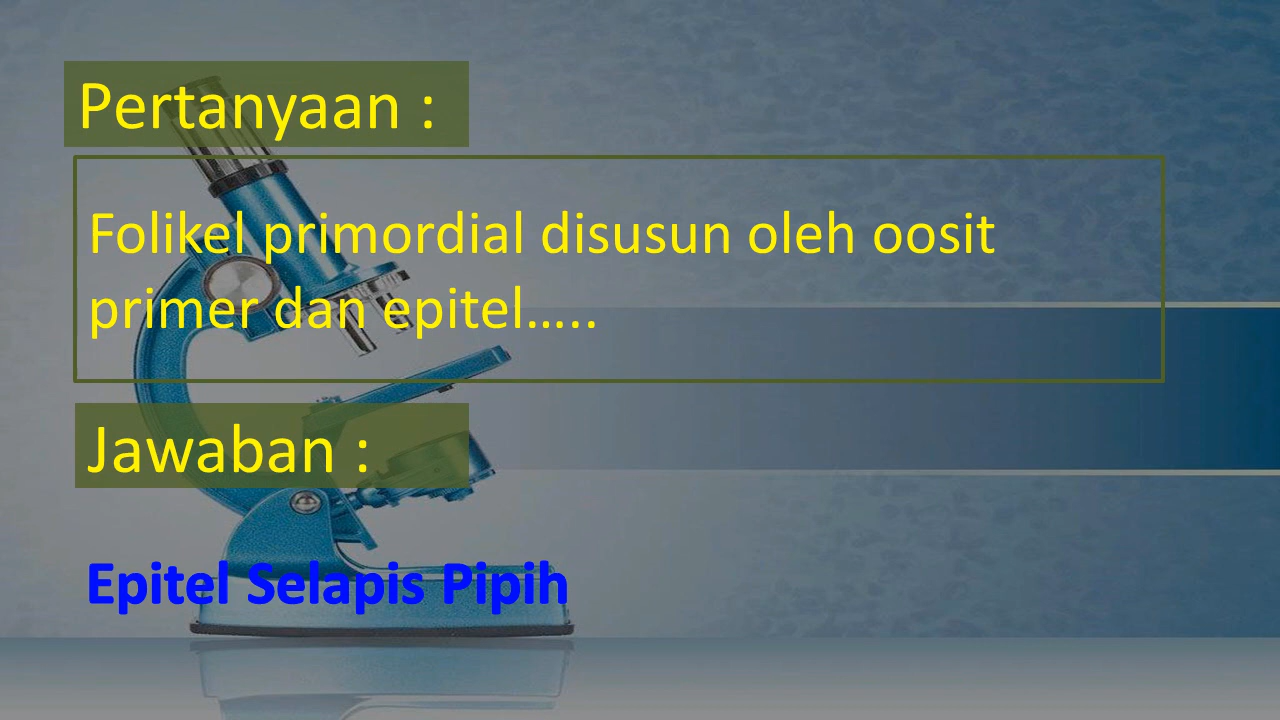 Pertanyaan :
Folikel primordial disusun oleh oosit
primer dan epitel.....
Jawaban :
Epitel Selapis Pipih